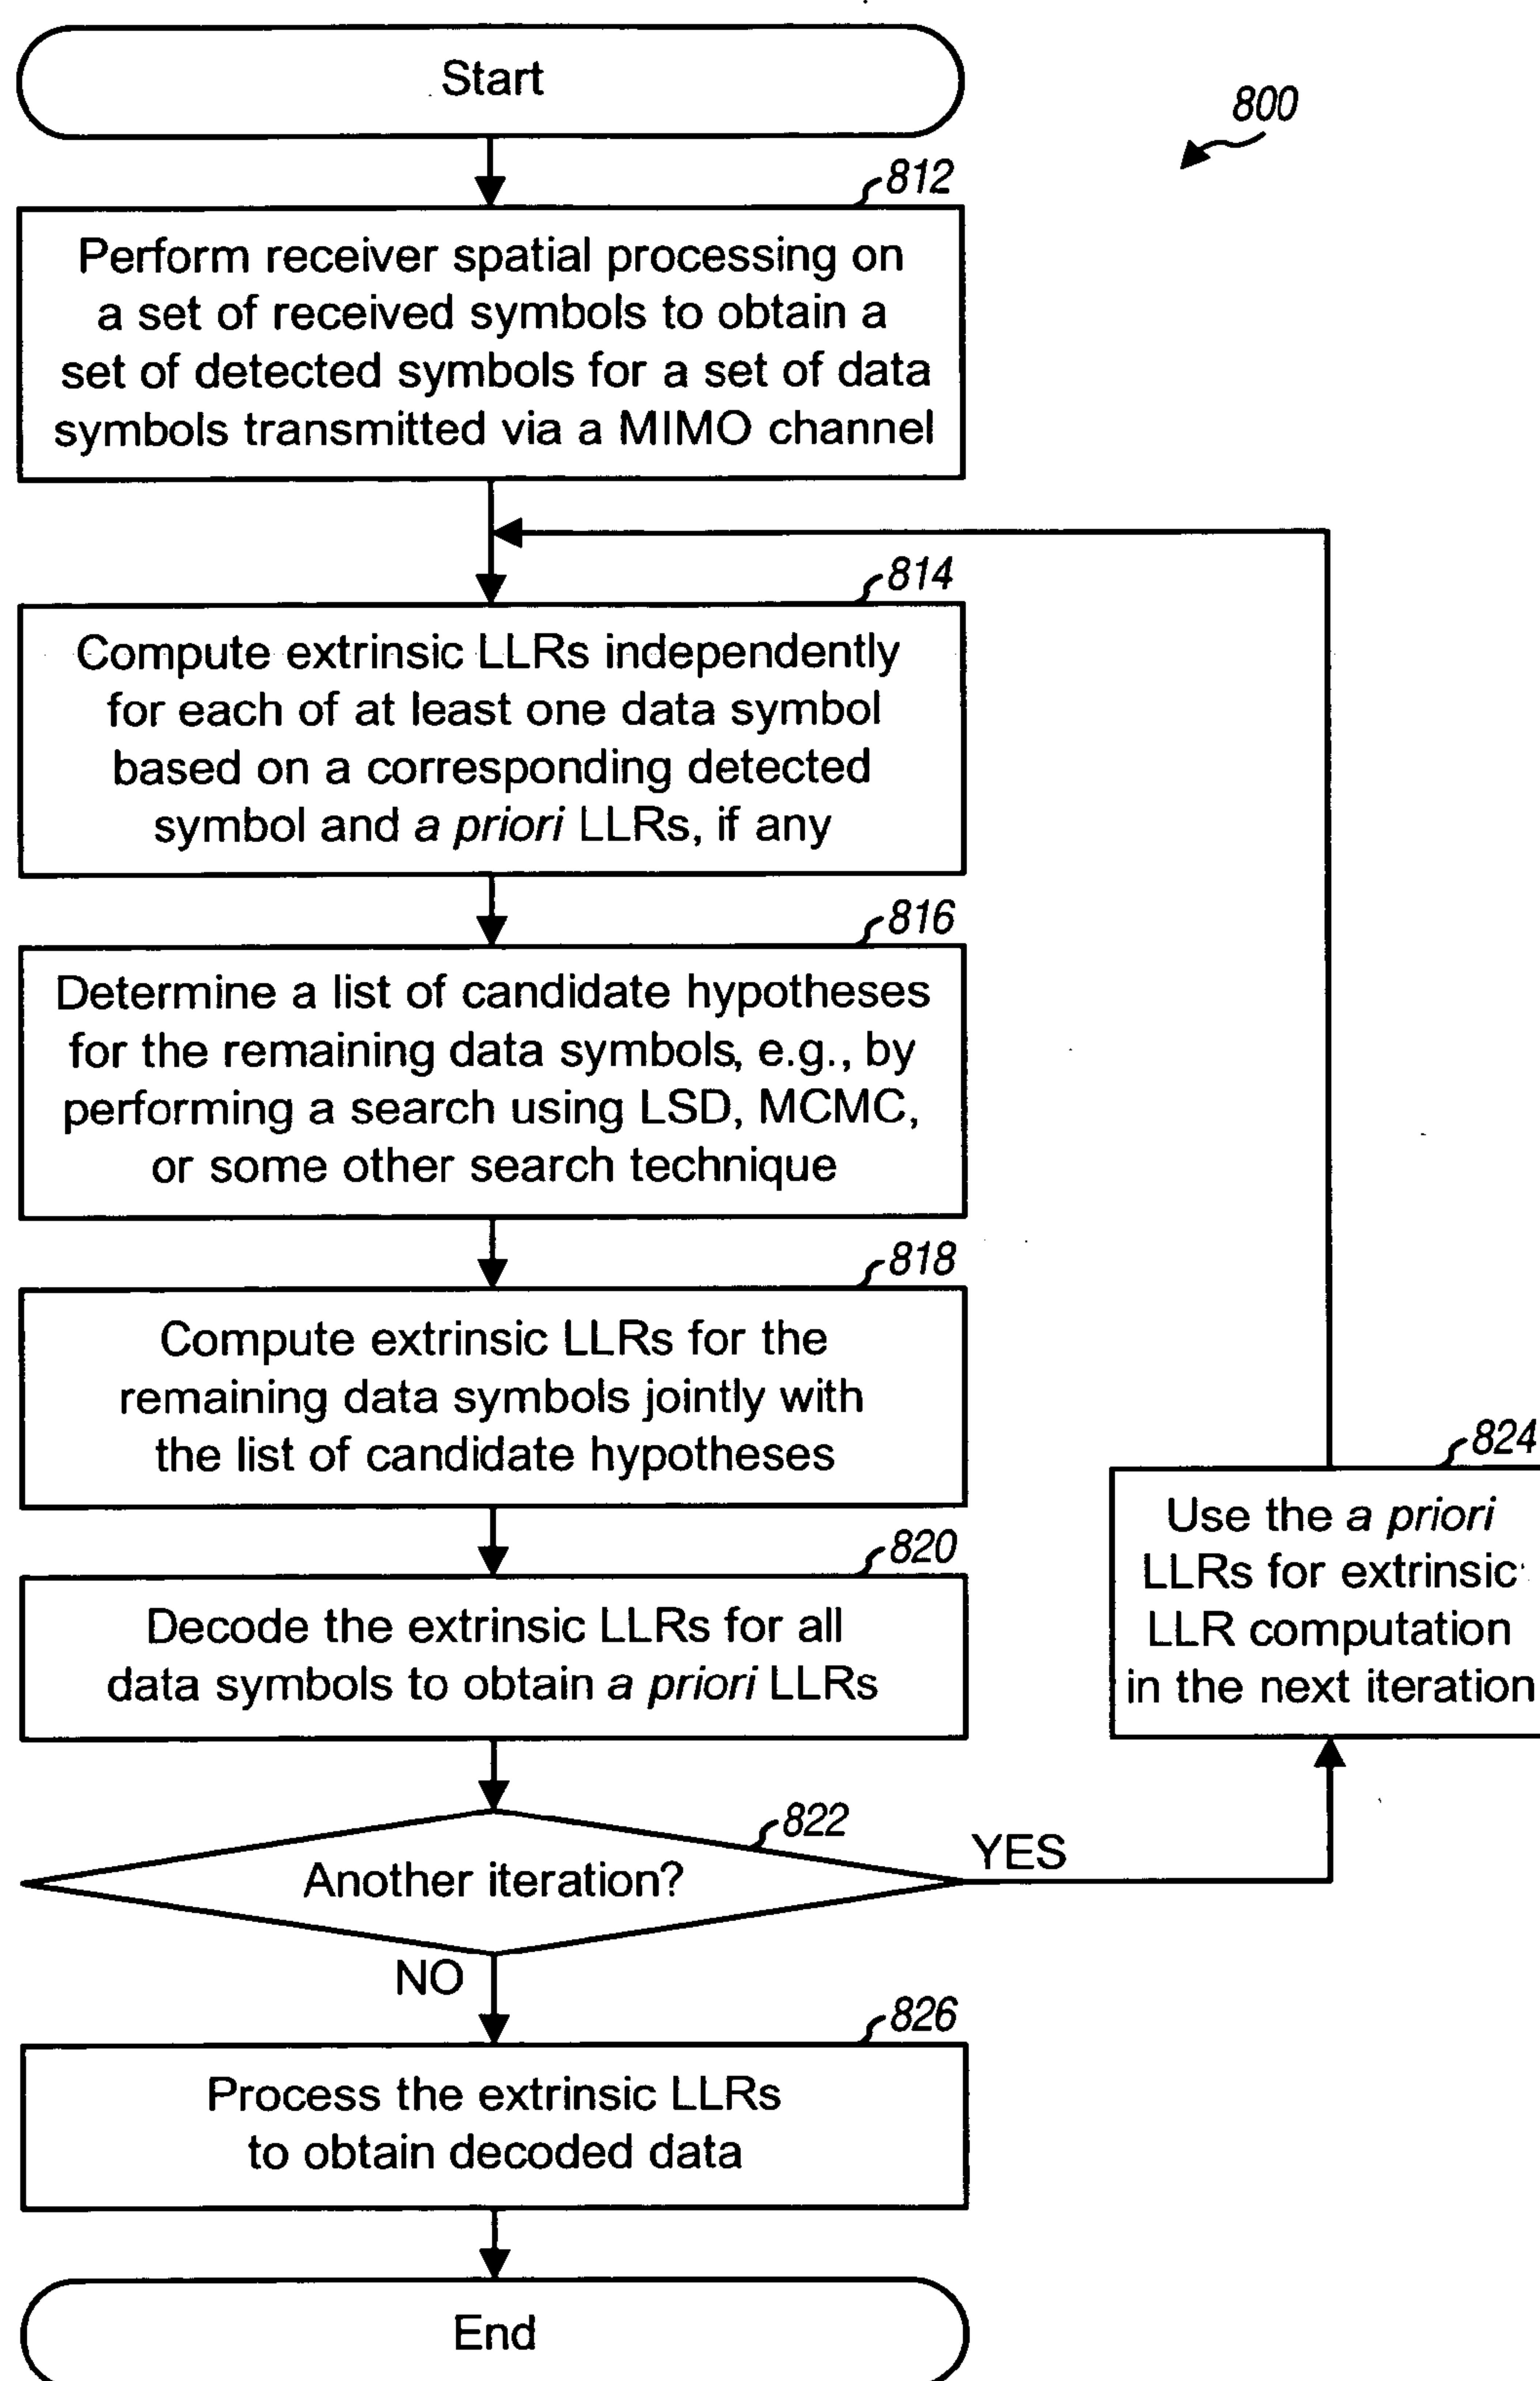 Start
800
812
Perform receiver spatial processing on
a set of received symbols to obtain a
set of detected symbols for a set of data
symbols transmitted via a MIMO channel
814
Compute extrinsic LLRs independently
for each of at least one data symbol
based on a corresponding detected
symbol and a priori LLRs, if any
816
Determine a list of candidate hypotheses
for the remaining data symbols, e.g., by
performing a search using LSD, MCMC,
or some other search technique
818
Compute extrinsic LLRs for the
remaining data symbols jointly with
the list of candidate hypotheses
824
Use the a priori
LLRs for extrinsic
LLR computation
in the next iteration
820
Decode the extrinsic LLRs for all
data symbols to obtain a priori LLRs
822
Another iteration?
YES
NO
826
Process the extrinsic LLRs
to obtain decoded data
End